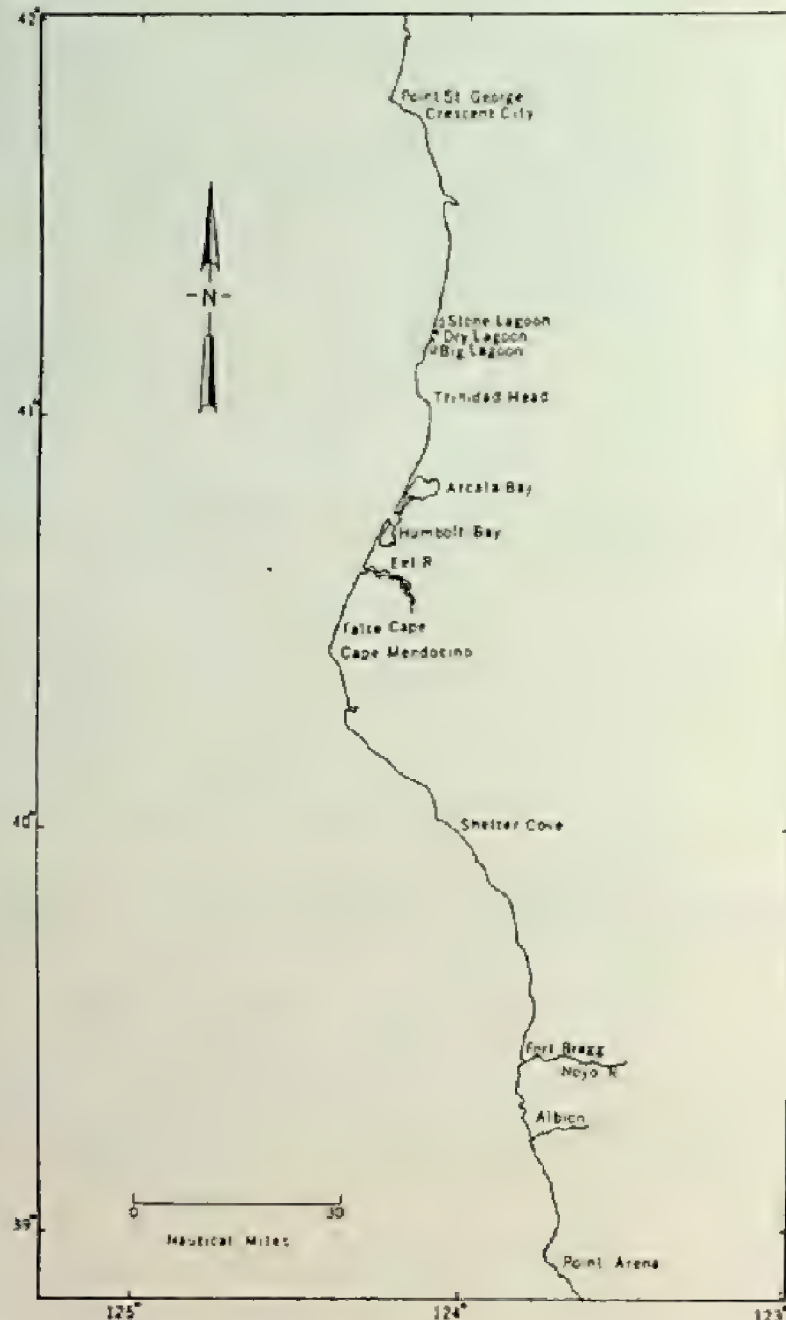 42°
Point St George
Crescent City
-N-
Stone Lagoon
Dry Lagoon
Big Lagoon
Trinidad Head
41°
Arcata Bay
Humbolt Bay
Eel R
False Cape
Cape Mendocino
40°
Shelter Cove
Fort Bragg
Noyo R
Albion
0 30
Nautical Miles
39°
Point Arena
125° 124° 123°